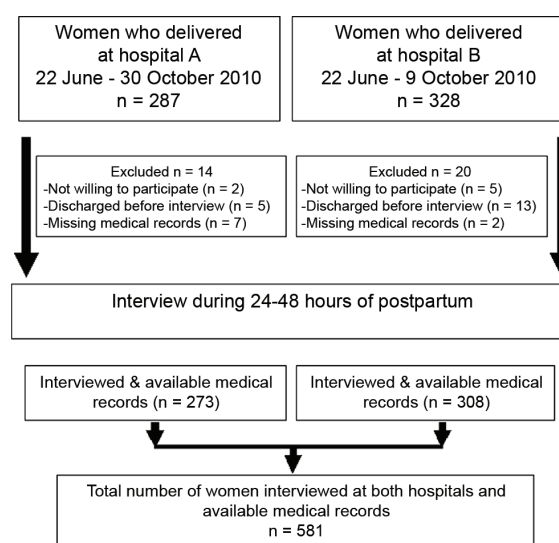 Women who delivered
at hospital A
22 June - 30 October 2010
n = 287
Women who delivered
at hospital B
22 June - 9 October 2010
n = 328
Excluded n = 14
-Not willing to participate (n = 2)
-Discharged before interview (n = 5)
-Missing medical records (n = 7)
Excluded n = 20
-Not willing to participate (n = 5)
-Discharged before interview (n = 13)
-Missing medical records (n = 2)
Interview during 24-48 hours of postpartum
Interviewed & available medical
records (n = 273)
Interviewed & available medical
records (n = 308)
Total number of women interviewed at both hospitals and
available medical records
n = 581